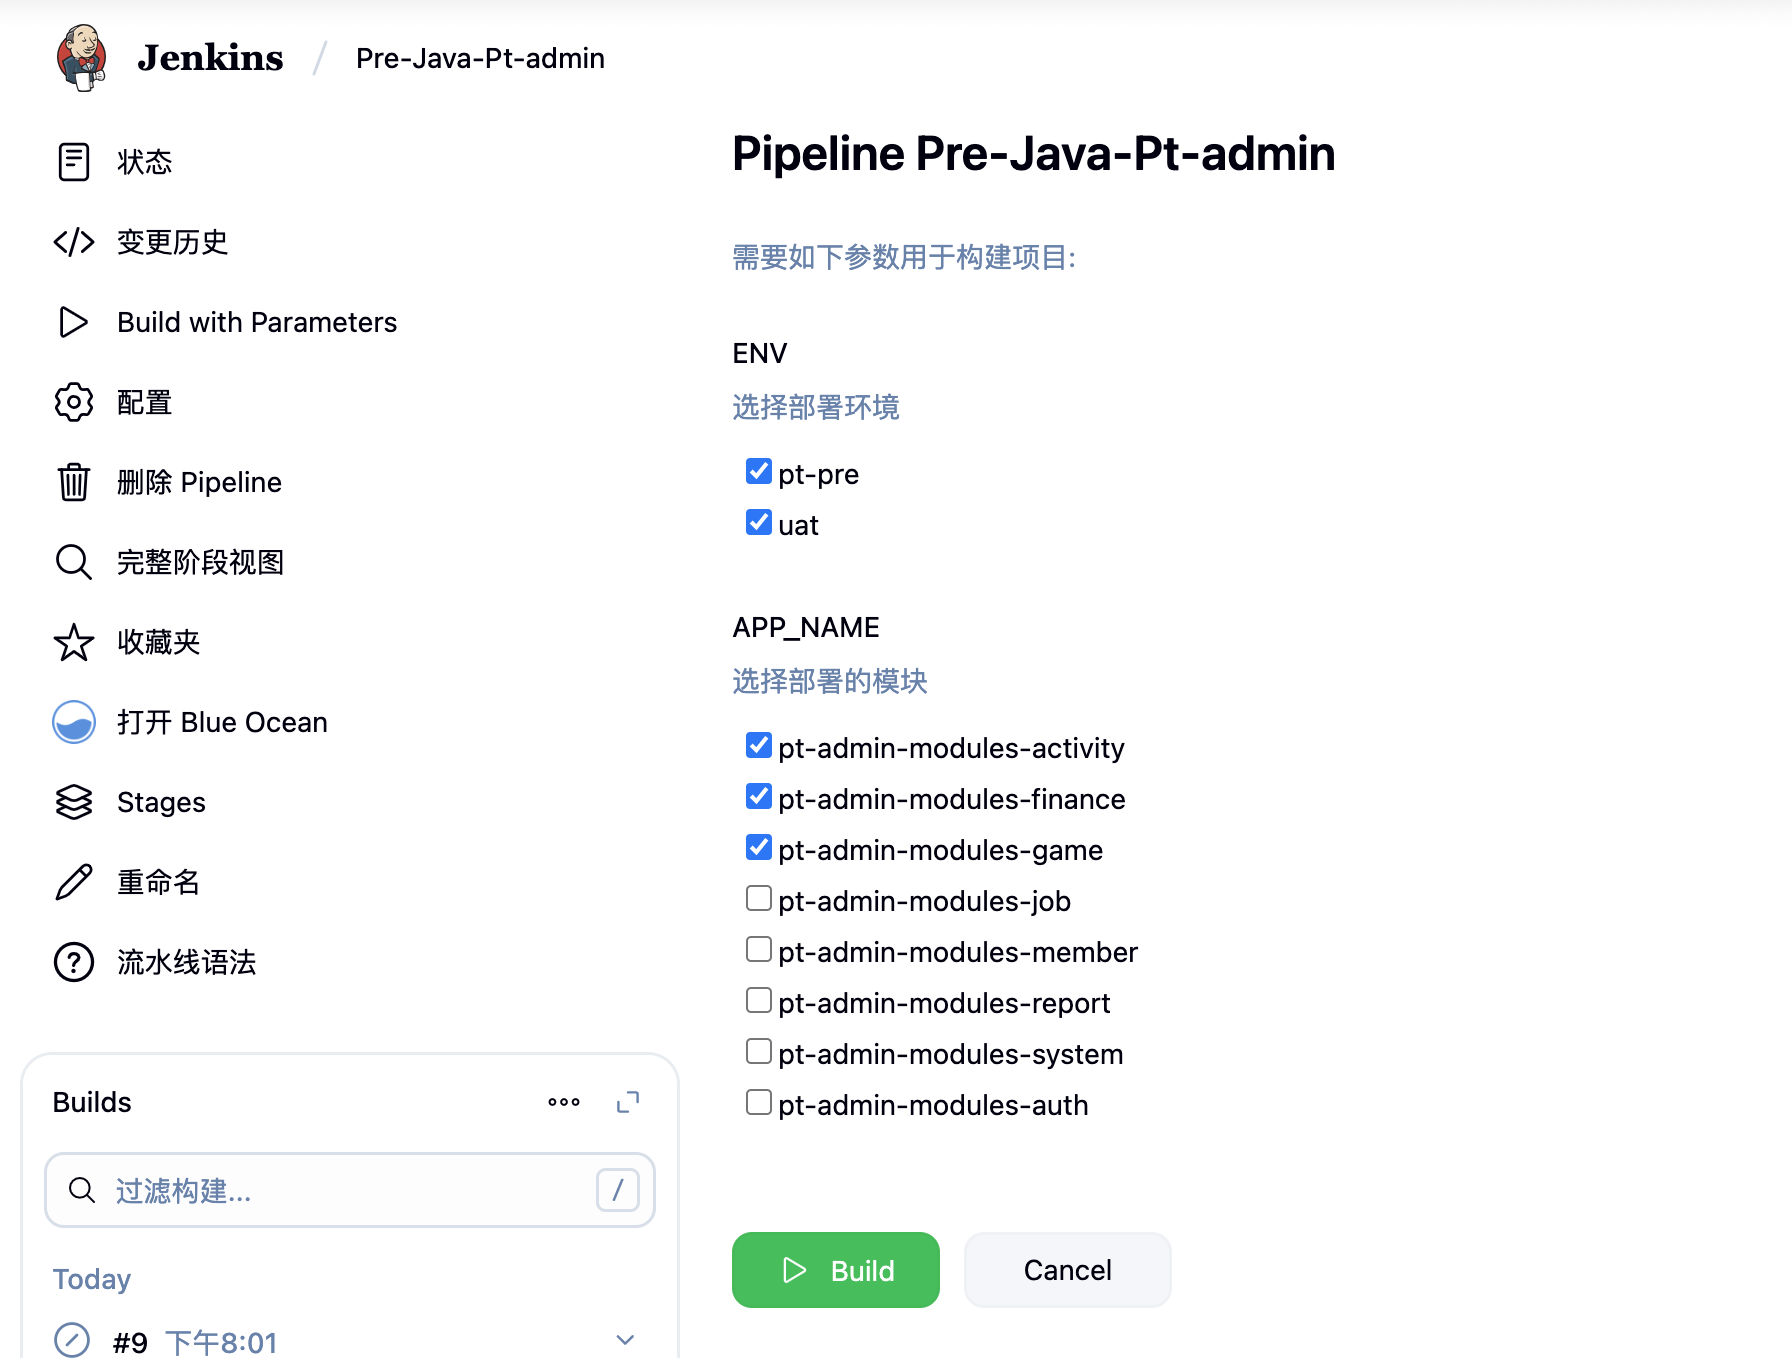 Jenkins / Pre-Java-Pt-admin
状态
变更历史
Build with Parameters
配置
删除 Pipeline
完整阶段视图
收藏夹
打开 Blue Ocean
Stages
重命名
流水线语法
Builds
过滤构建...
/
Today
#9 下午8:01
Pipeline Pre-Java-Pt-admin
需要如下参数用于构建项目:
ENV
选择部署环境
pt-pre
uat
APP_NAME
选择部署的模块
pt-admin-modules-activity
pt-admin-modules-finance
pt-admin-modules-game
pt-admin-modules-job
pt-admin-modules-member
pt-admin-modules-report
pt-admin-modules-system
pt-admin-modules-auth
Build
Cancel